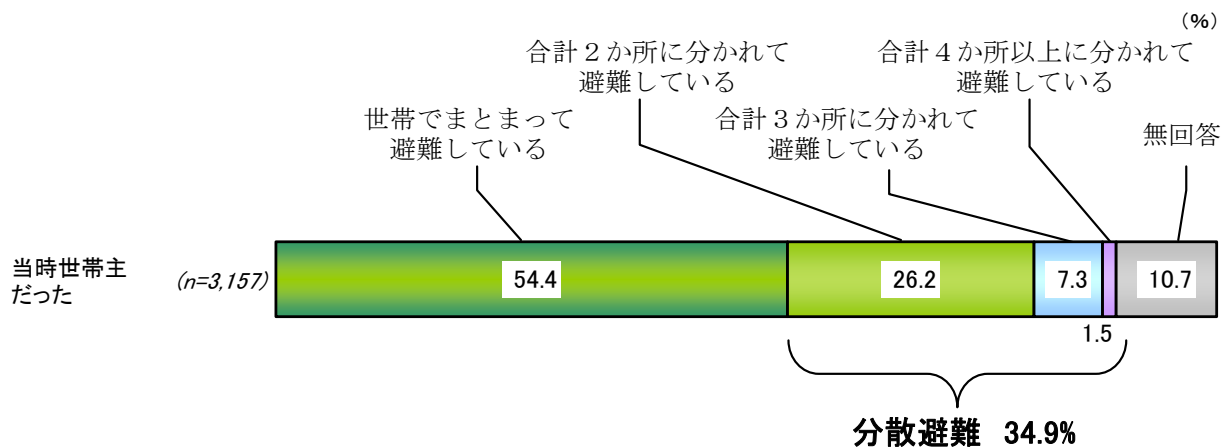 (%)
合計２か所に分かれて
避難している
合計４か所以上に分かれて
避難している
世帯でまとまって
避難している
合計３か所に分かれて
避難している
無回答
当時世帯主
だった
(n=3,157)
54.4
26.2
7.3
10.7
1.5
分散避難 34.9%